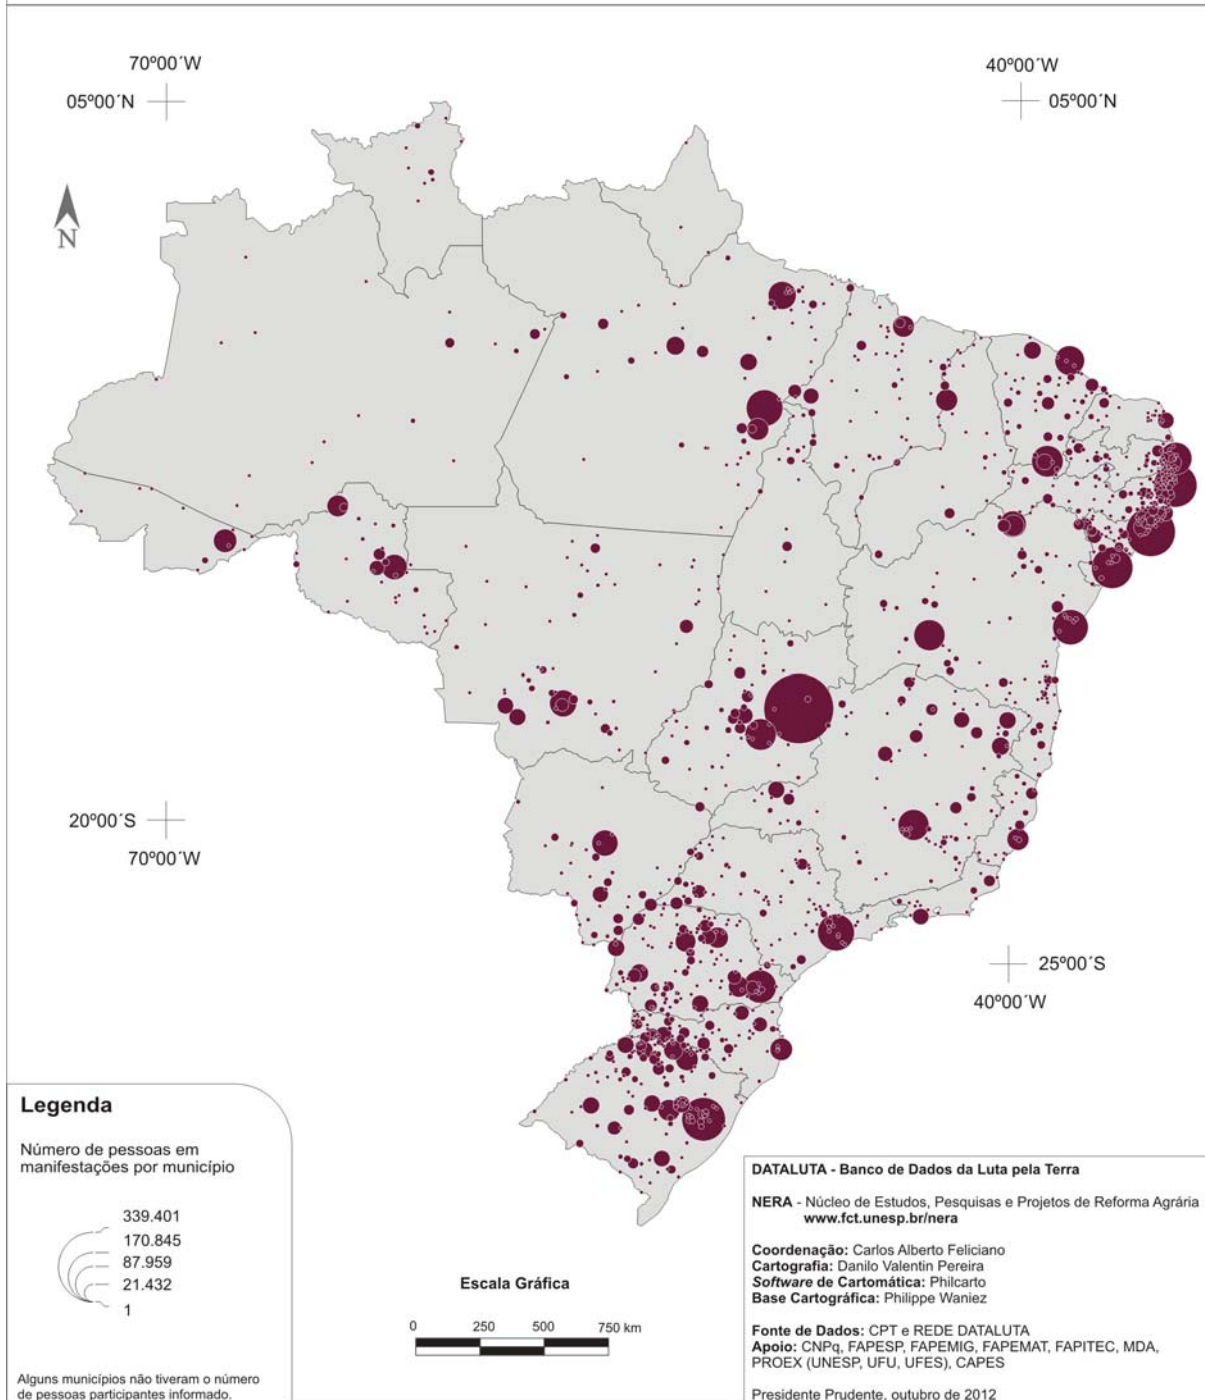 70º00´W
40º00´W
05º00´N
05º00´N
N
20º00´S
70º00´W
25º00´S
40º00´W
Legenda
Número de pessoas em
manifestações por município
339.401
170.845
87.959
21.432
1
Alguns municípios não tiveram o número
de pessoas participantes informado.
Escala Gráfica
0 250 500 750 km
DATALUTA - Banco de Dados da Luta pela Terra
NERA - Núcleo de Estudos, Pesquisas e Projetos de Reforma Agrária
www.fct.unesp.br/nera
Coordenação: Carlos Alberto Feliciano
Cartografia: Danilo Valentin Pereira
Software de Cartomática: Philcarto
Base Cartográfica: Philippe Waniez
Fonte de Dados: CPT e REDE DATALUTA
Apoio: CNPq, FAPESP, FAPEMIG, FAPEMAT, FAPITEC, MDA,
PROEX (UNESP, UFU, UFES), CAPES
Presidente Prudente, outubro de 2012